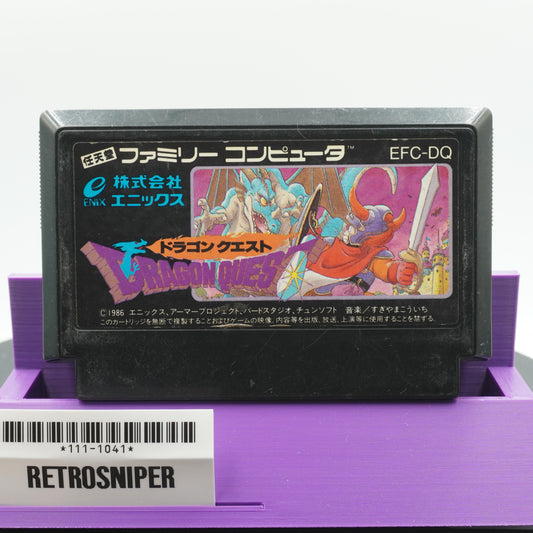 任天堂 ファミリー コンピュータ™ EFC-DQ
株式会社
エニックス
ENIX
ドラゴン クエスト
DRAGON QUEST
©1986 エニックス、アーマープロジェクト、バードスタジオ、チュンソフト 音楽/すぎやまこういち
このカートリッジを無断で複製することおよびゲームの映像、内容等を出版、放送、上演等に使用することを禁ずる。
*111-1041*
RETROSNIPER